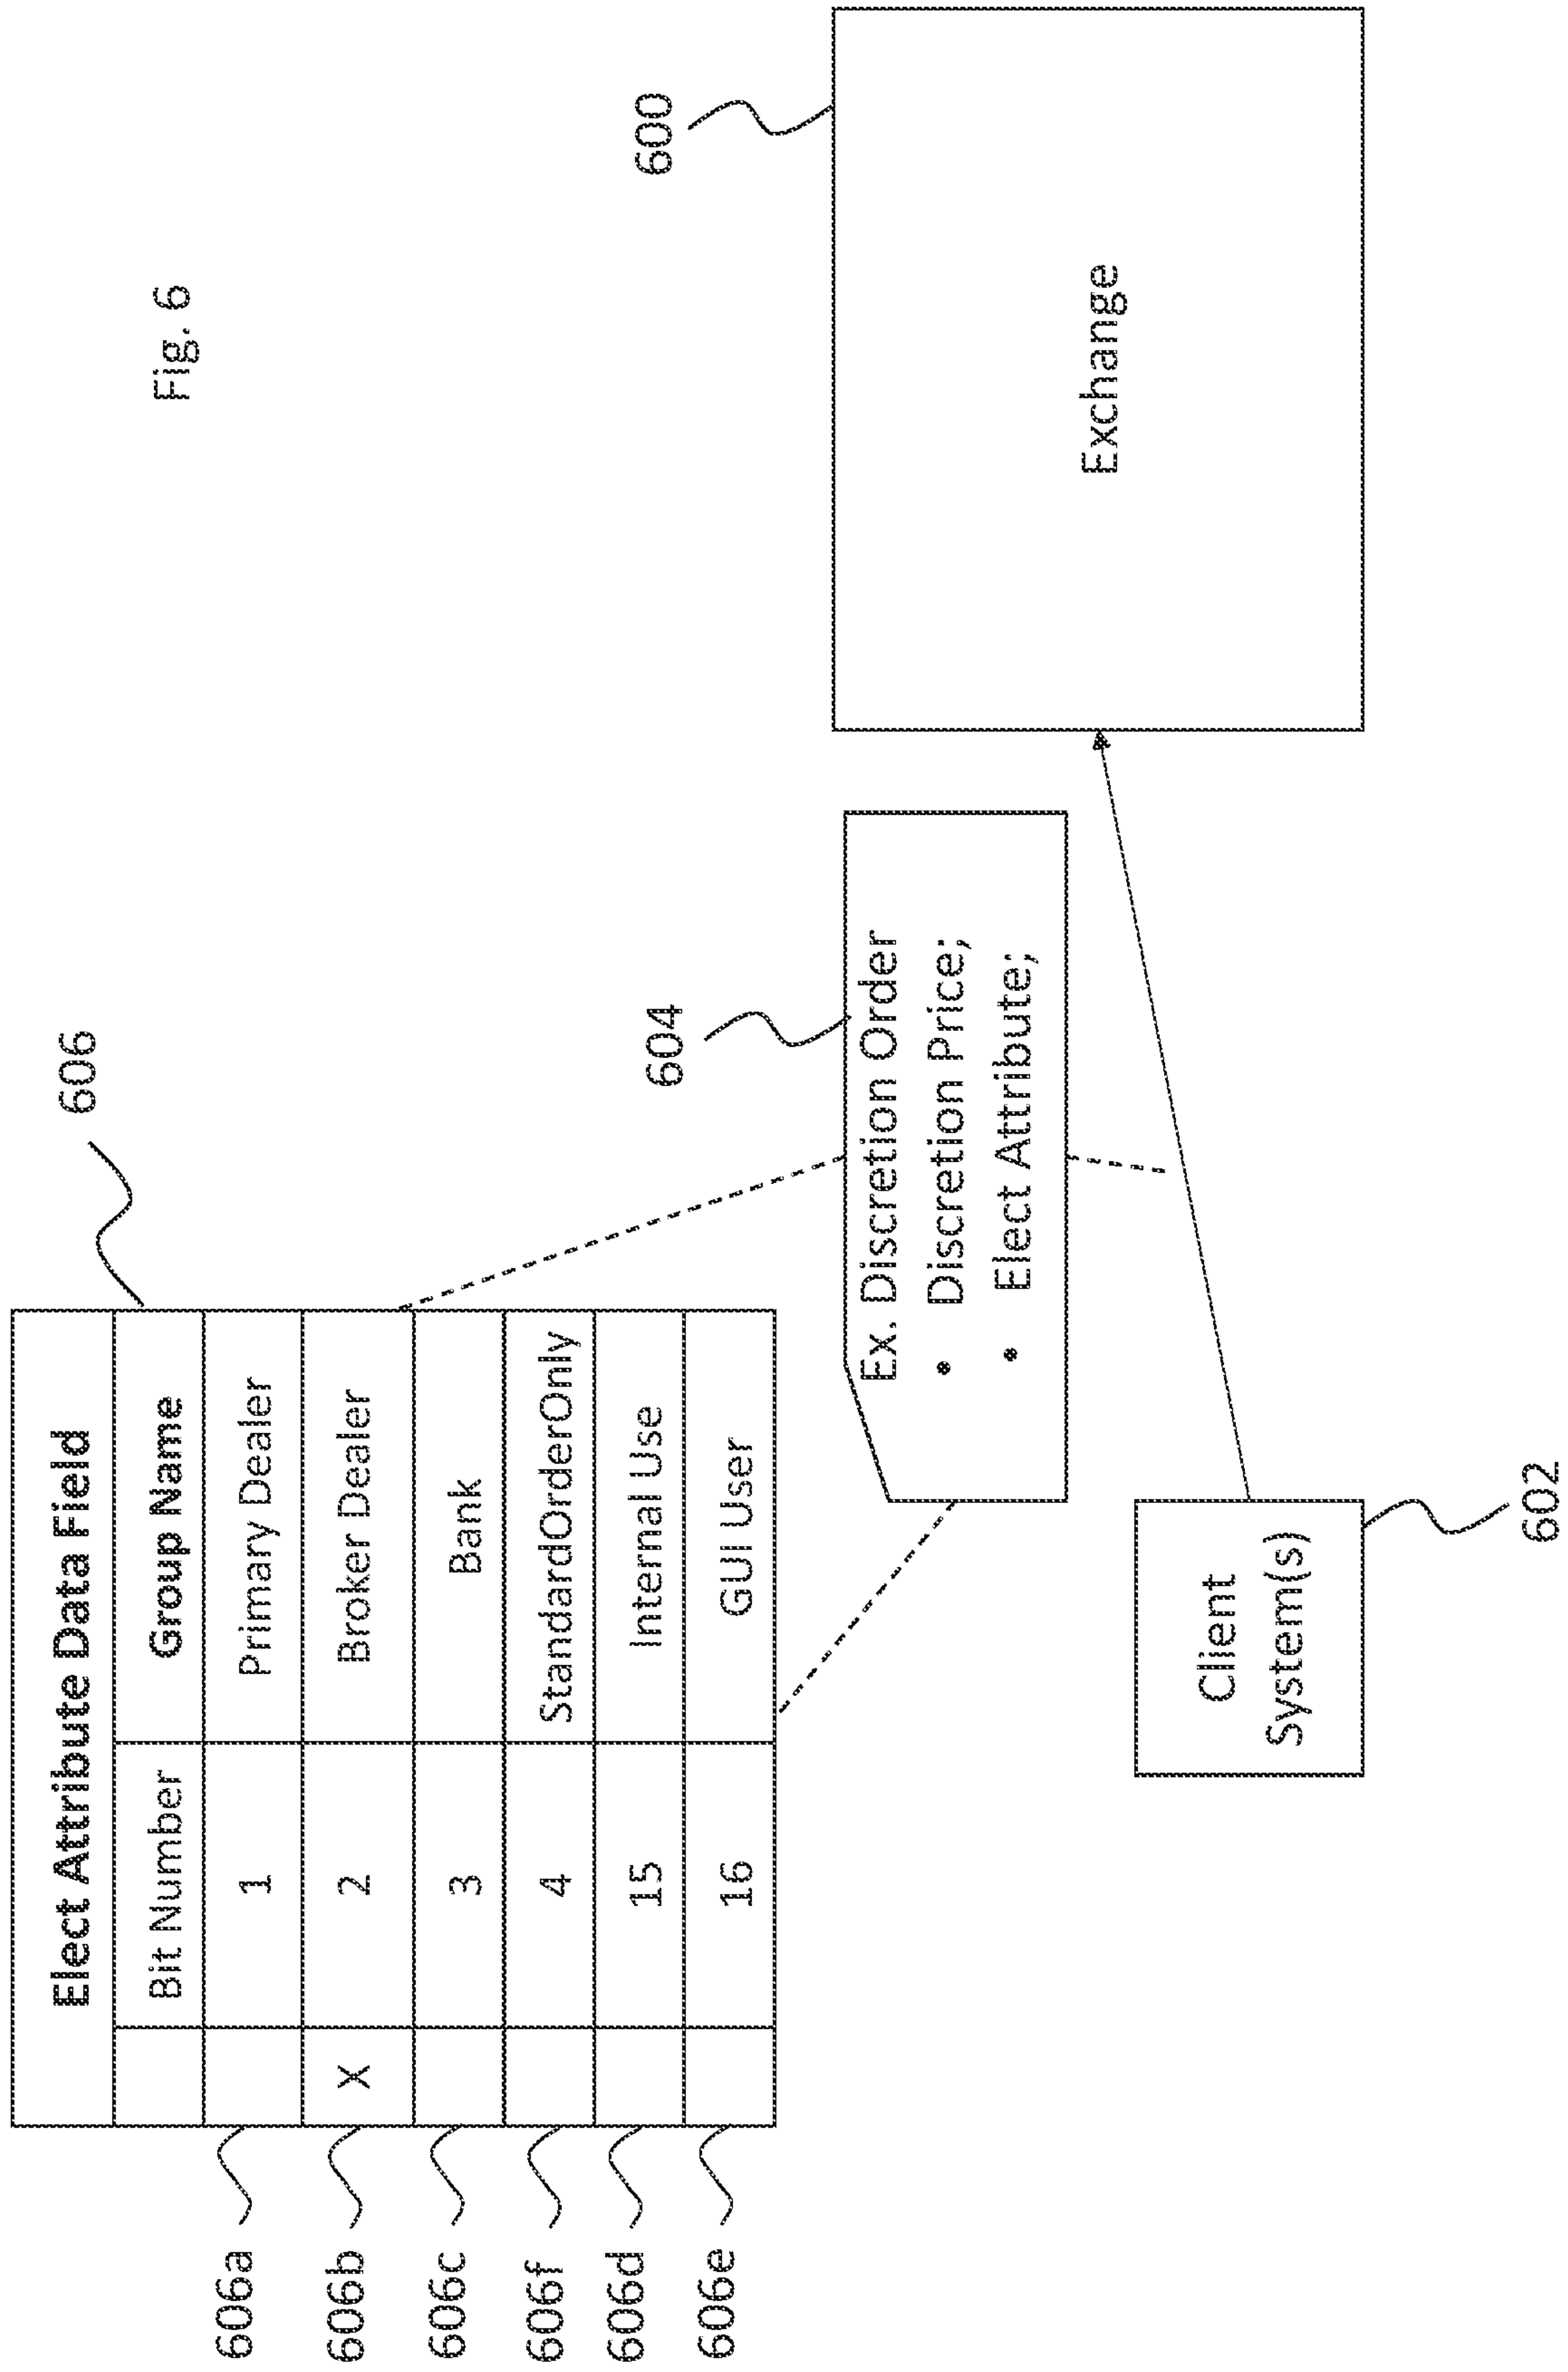 Elect Attribute Data Field
Bit Number Group Name
606a 1 Primary Dealer
606b X 2 Broker Dealer
606c 3 Bank
606f 4 StandardOrderOnly
606d 15 Internal Use
606e 16 GUI User
606
Fig. 6
604
Ex. Discretion Order
• Discretion Price;
• Elect Attribute;
600
Exchange
Client
System(s)
602